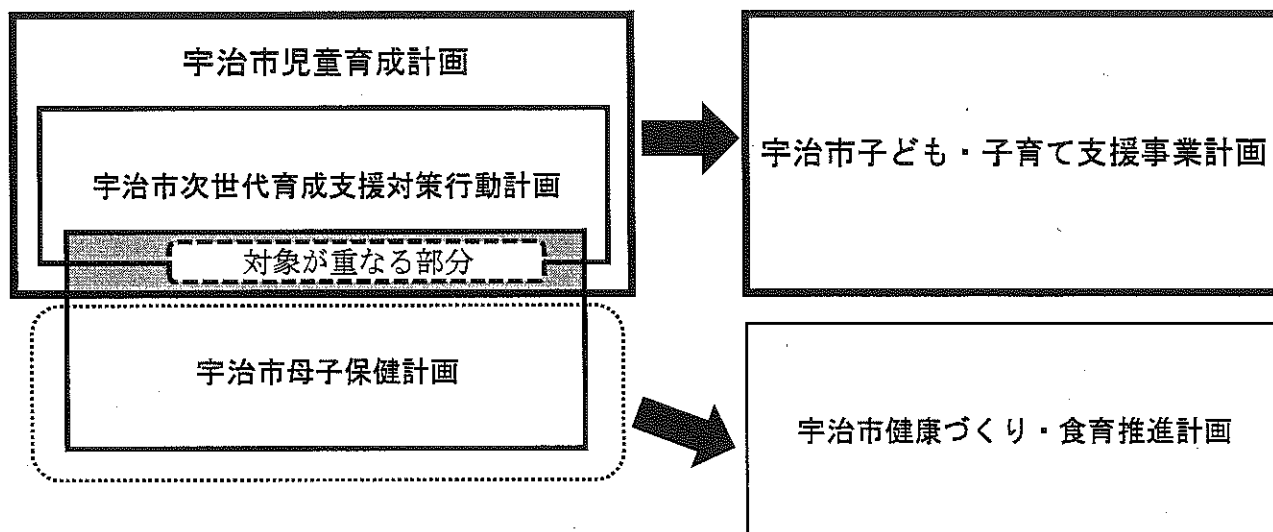 宇治市児童育成計画
宇治市次世代育成支援対策行動計画
対象が重なる部分
宇治市母子保健計画
宇治市子ども・子育て支援事業計画
宇治市健康づくり・食育推進計画